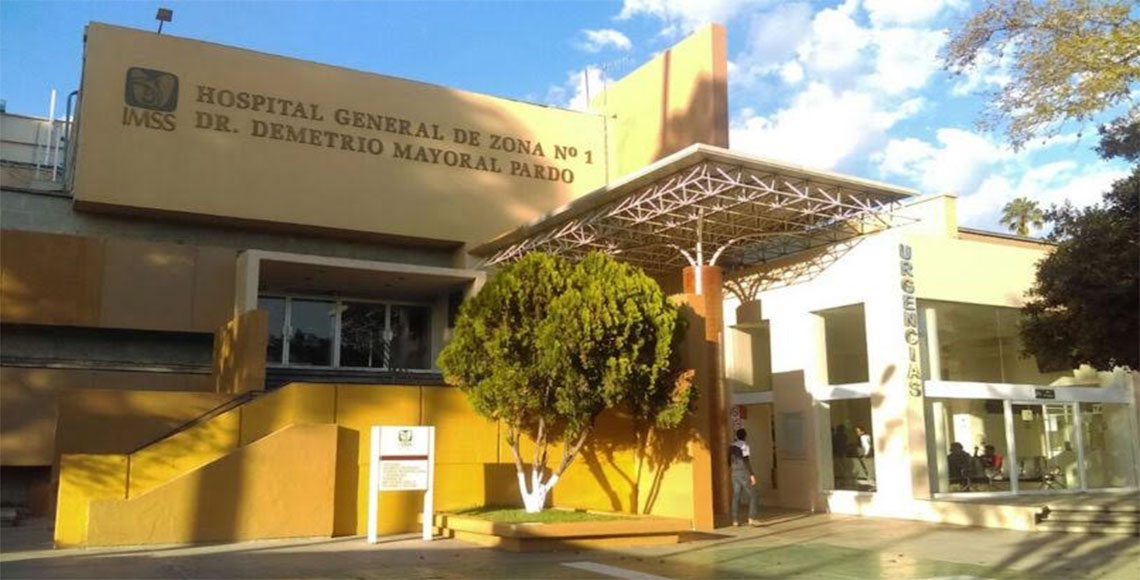 IMSS
HOSPITAL GENERAL DE ZONA Nº 1
DR. DEMETRIO MAYORAL PARDO
URGENCIAS